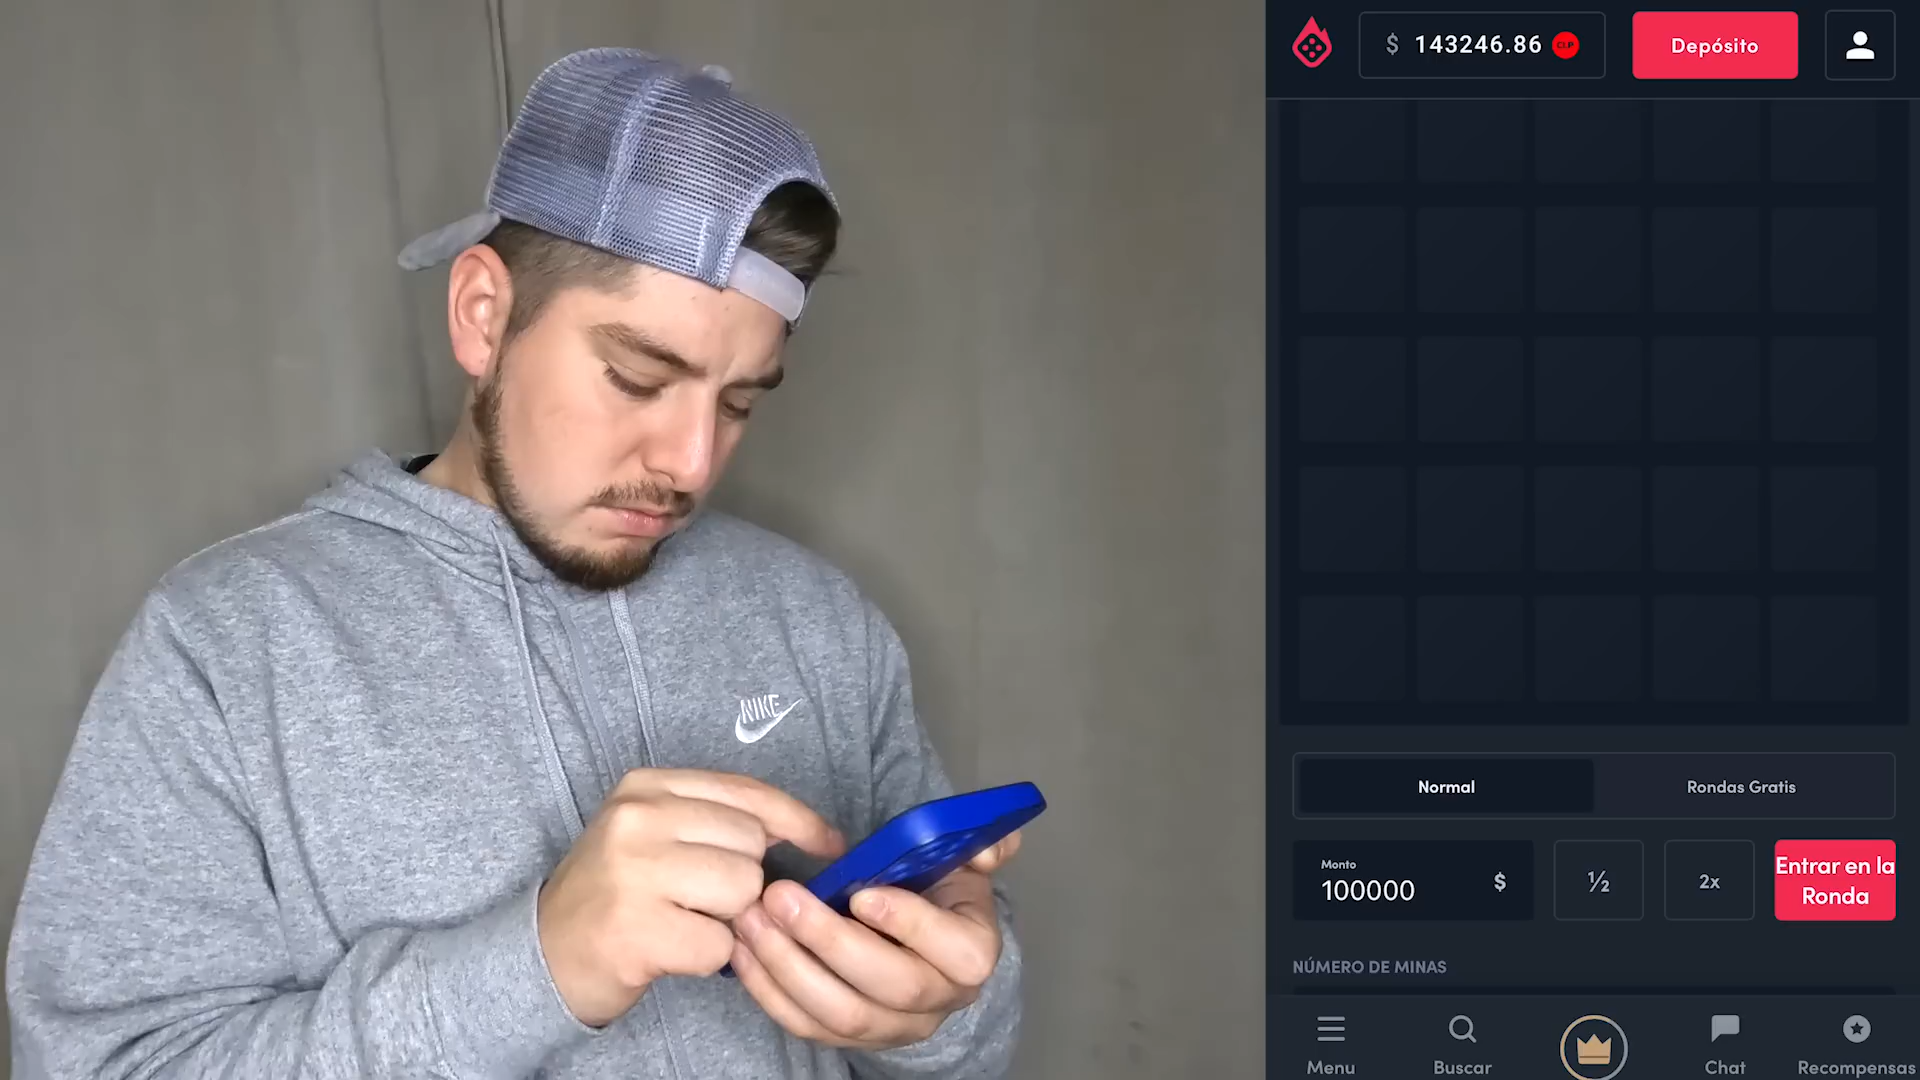 $ 143246.86 CLP
Depósito
NIKE
Normal
Rondas Gratis
Monto
100000 $
½
2x
Entrar en la
Ronda
NÚMERO DE MINAS
Menu
Buscar
Chat
Recompensas